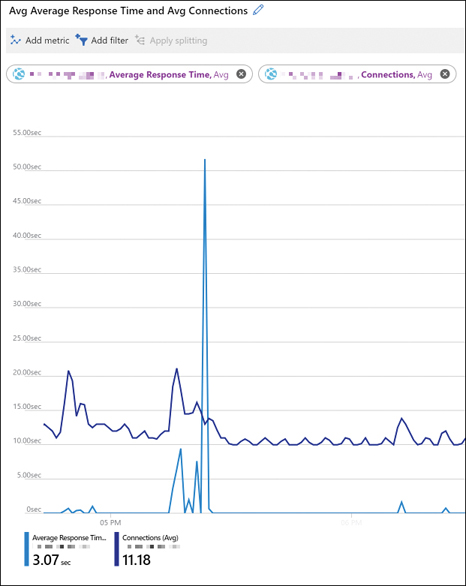 Avg Average Response Time and Avg Connections
Add metric Add filter Apply splitting
, Average Response Time, Avg , Connections, Avg
55.00sec
50.00sec
45.00sec
40.00sec
35.00sec
30.00sec
25.00sec
20.00sec
15.00sec
10.00sec
5.00sec
0sec
05 PM
Average Response Time... Connections (Avg)
3.07 sec 11.18